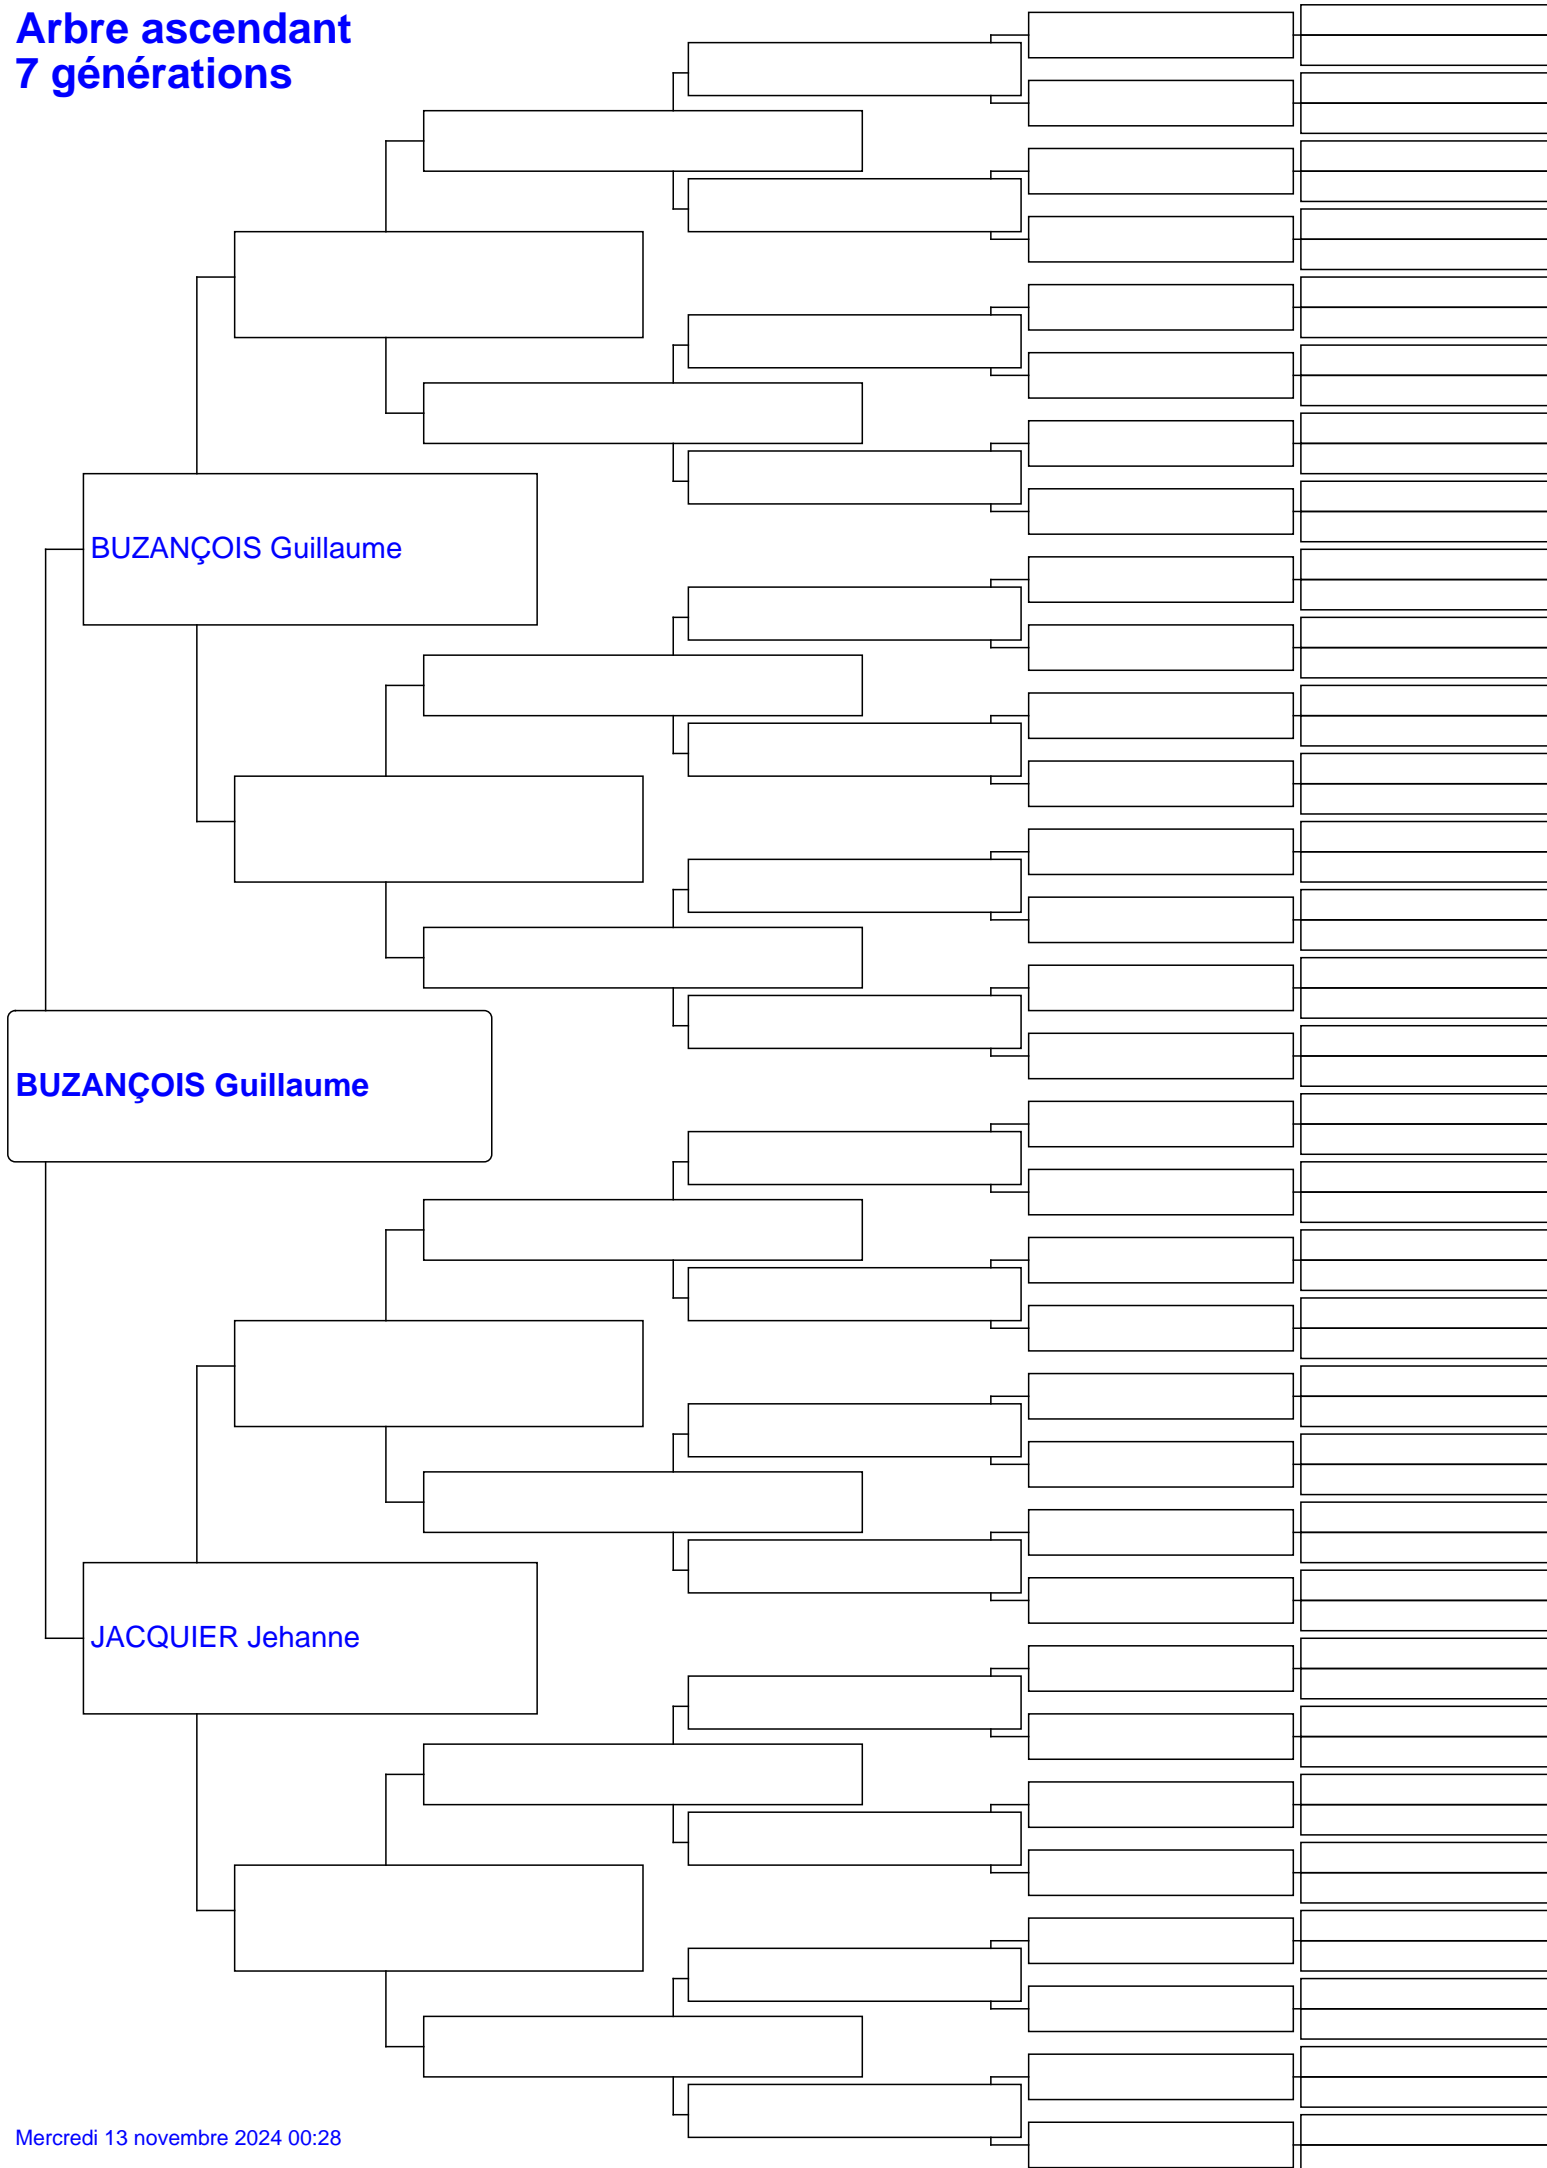 Arbre ascendant
7 générations
BUZANÇOIS Guillaume
BUZANÇOIS Guillaume
JACQUIER Jehanne
Mercredi 13 novembre 2024 00:28